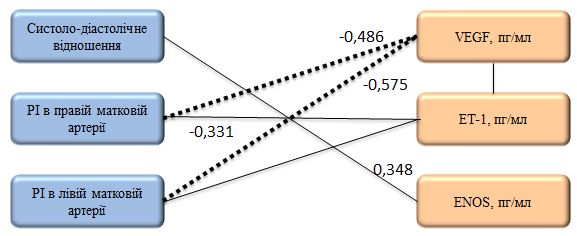 Систоло-діастолічне
відношення
-0,486
VEGF, пг/мл
-0,575
PI в правій матковій
артерії
-0,331
ET-1, пг/мл
PI в лівій матковій
артерії
0,348
ENOS, пг/мл